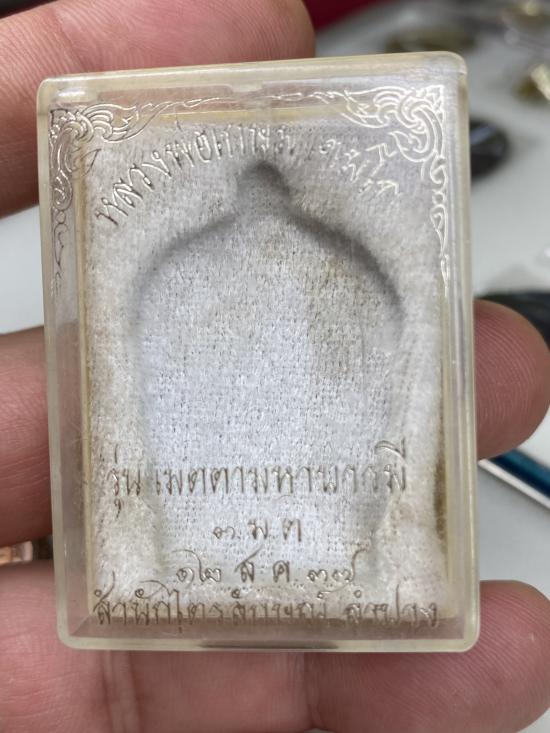 หลวงพ่อเกษม เขมโก
รุ่น เมตตามหาบารมี
๑๒ ส.ค. ๓๗
สำนักไตรลักษณ์ ลำปาง